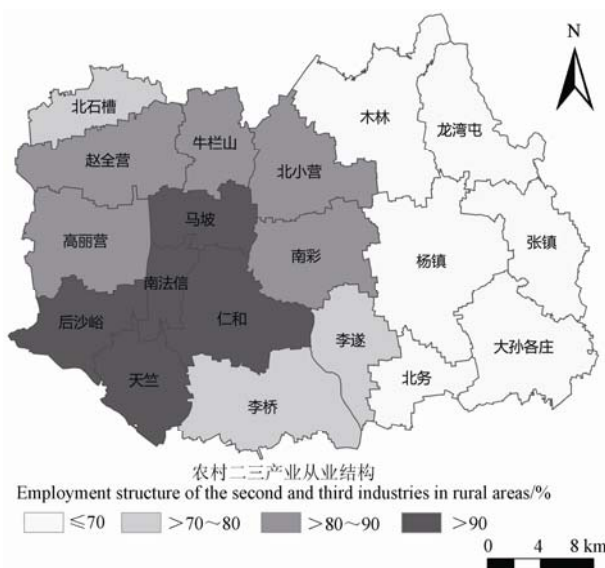 N
木林
龙湾屯
北石槽
牛栏山
赵全营
北小营
马坡
张镇
高丽营
南彩
杨镇
南法信
后沙峪
仁和
李遂
大孙各庄
天竺
北务
李桥
农村二三产业从业结构
Employment structure of the second and third industries in rural areas/%
≤70 >70～80 >80～90 >90
0 4 8 km